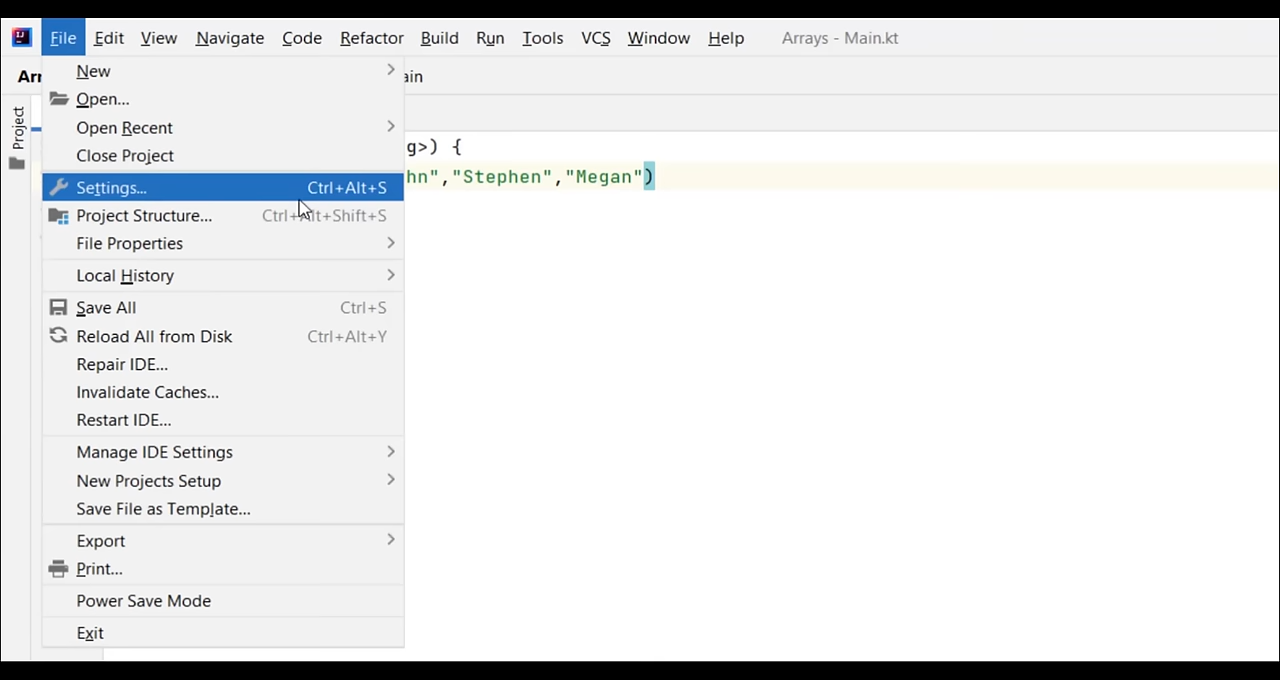 File Edit View Navigate Code Refactor Build Run Tools VCS Window Help Arrays - Main.kt
New
Open...
Open Recent
Close Project
Settings... Ctrl+Alt+S
Project Structure... Ctrl+Alt+Shift+S
File Properties
Local History
Save All Ctrl+S
Reload All from Disk Ctrl+Alt+Y
Repair IDE...
Invalidate Caches...
Restart IDE...
Manage IDE Settings
New Projects Setup
Save File as Template...
Export
Print...
Power Save Mode
Exit
Arr
ain
Project
g>) {
hn","Stephen","Megan")